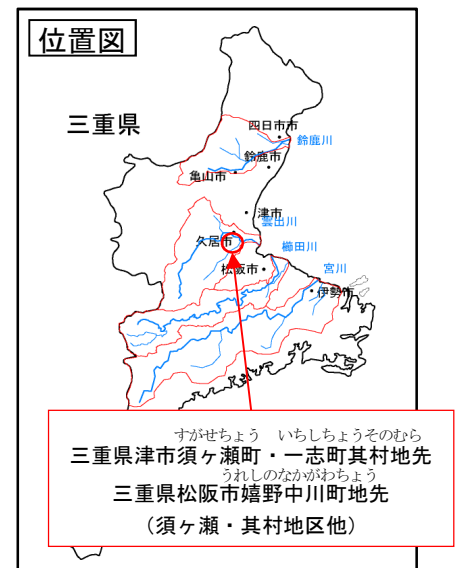 位置図
三重県
四日市市
鈴鹿川
鈴鹿市
亀山市
津市
雲出川
久居市
櫛田川
松阪市
宮川
伊勢市
すがせちょう いちしちょうそのむら
三重県津市須ヶ瀬町・一志町其村地先
うれしのなかがわちょう
三重県松阪市嬉野中川町地先
（須ヶ瀬・其村地区他）